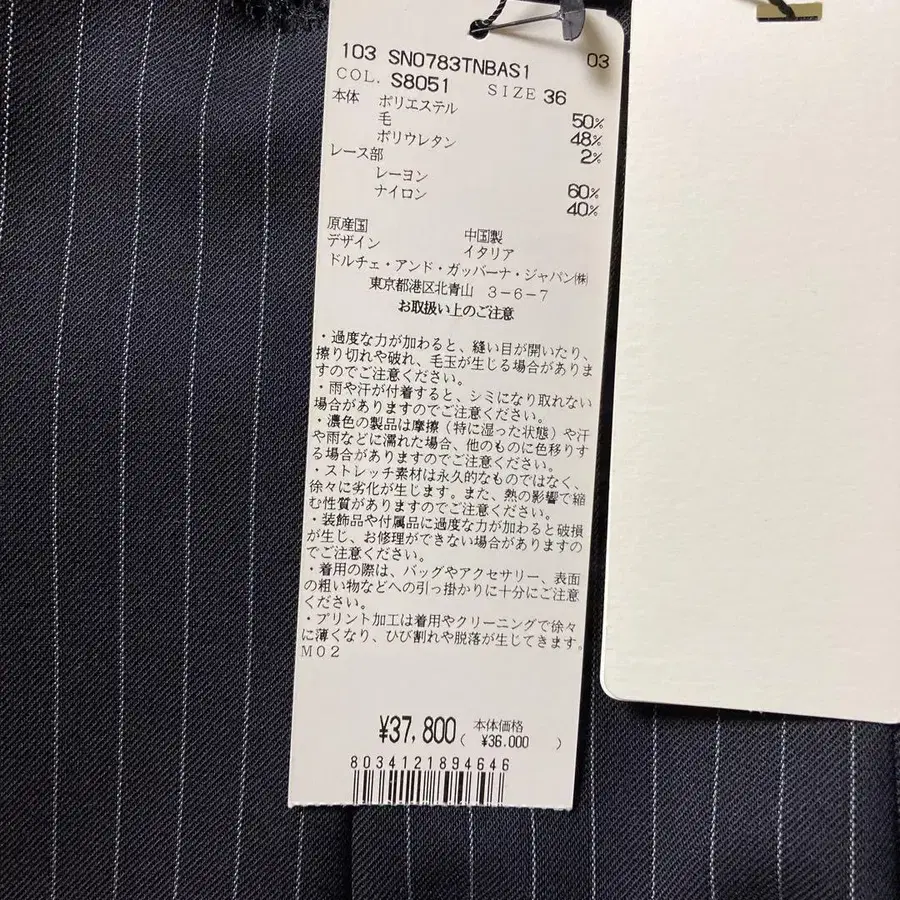 103 SN0783TNBAS1 03
COL. S8051 SIZE 36
本体 ポリエステル 50%
毛 48%
ポリウレタン 2%
レース部
レーヨン 60%
ナイロン 40%
原産国 中国製
デザイン イタリア
ドルチェ・アンド・ガッバーナ・ジャパン㈱
東京都港区北青山 3-6-7
お取扱い上のご注意
・過度な力が加わると、縫い目が開いたり、
擦り切れや破れ、毛玉が生じる場合がありま
すのでご注意ください。
・雨や汗が付着すると、シミになり取れない
場合がありますのでご注意ください。
・濃色の製品は摩擦(特に湿った状態)や汗
や雨などに濡れた場合、他のものに色移りす
る場合がありますのでご注意ください。
・ストレッチ素材は永久的なものではなく、
徐々に劣化が生じます。また、熱の影響で縮
む性質がありますのでご注意ください。
・装飾品や付属品に過度な力が加わると破損
が生じ、お修理ができない場合がありますの
でご注意ください。
・着用の際は、バッグやアクセサリー、表面
の粗い物などへの引っ掛かりに十分にご注意
ください。
・プリント加工は着用やクリーニングで徐々
に薄くなり、ひび割れや脱落が生じてきます。
M02
¥37,800 ( 本体価格 ¥36.000 )
8034121894646